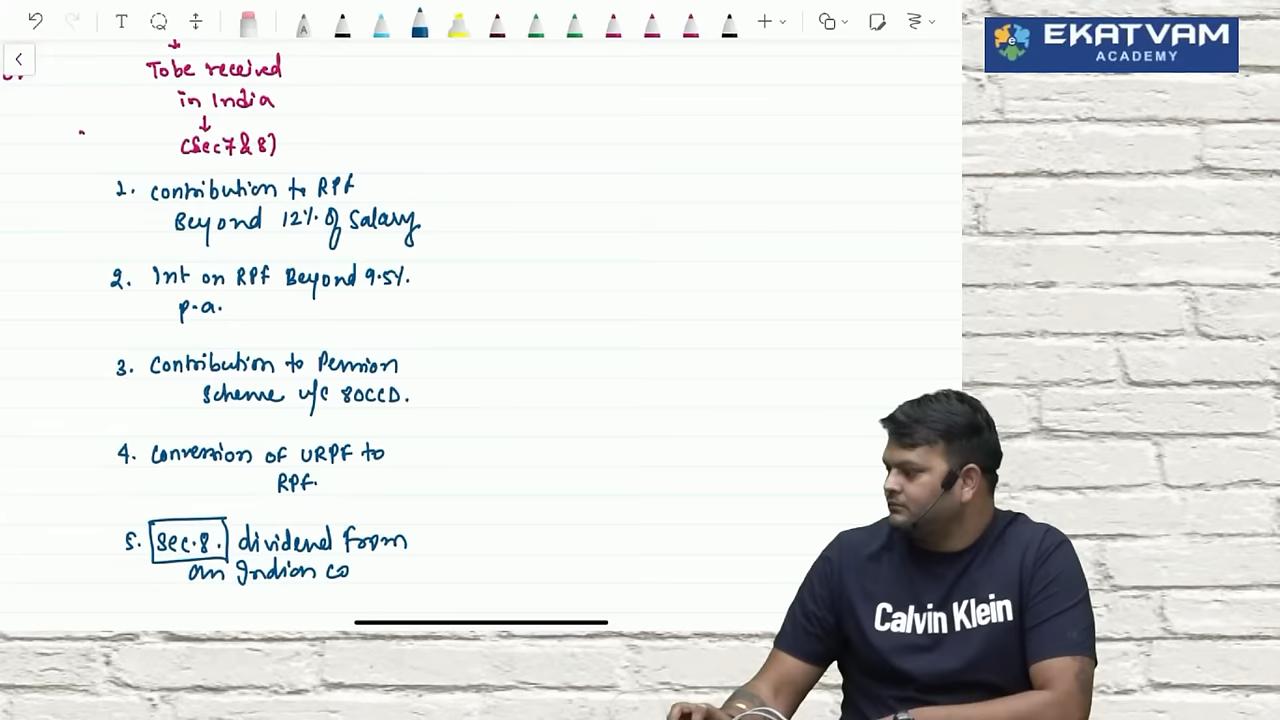 EKATVAM
ACADEMY
To be received
in India
(Sec 7 & 8)
1. Contribution to RPF
Beyond 12% of Salary
2. Int on RPF Beyond 9.5%
p.a.
3. Contribution to Pension
Scheme u/s 80CCD.
4. Conversion of URPF to
RPF.
5. Sec.8. dividend from
an Indian co
Calvin Klein